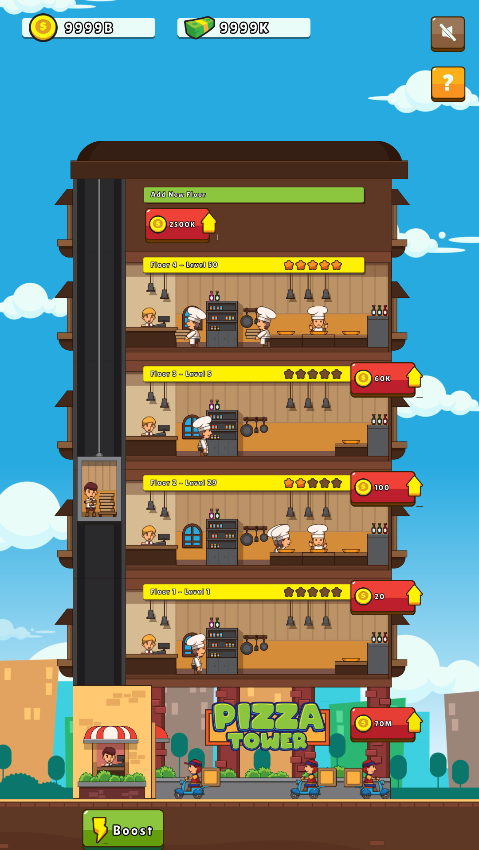 9999B
9999K
?
Add New Floor
2500K
Floor 4 - Level 50
Floor 3 - Level 5
60K
Floor 2 - Level 29
100
Floor 1 - Level 1
20
PIZZA
TOWER
70M
Boost